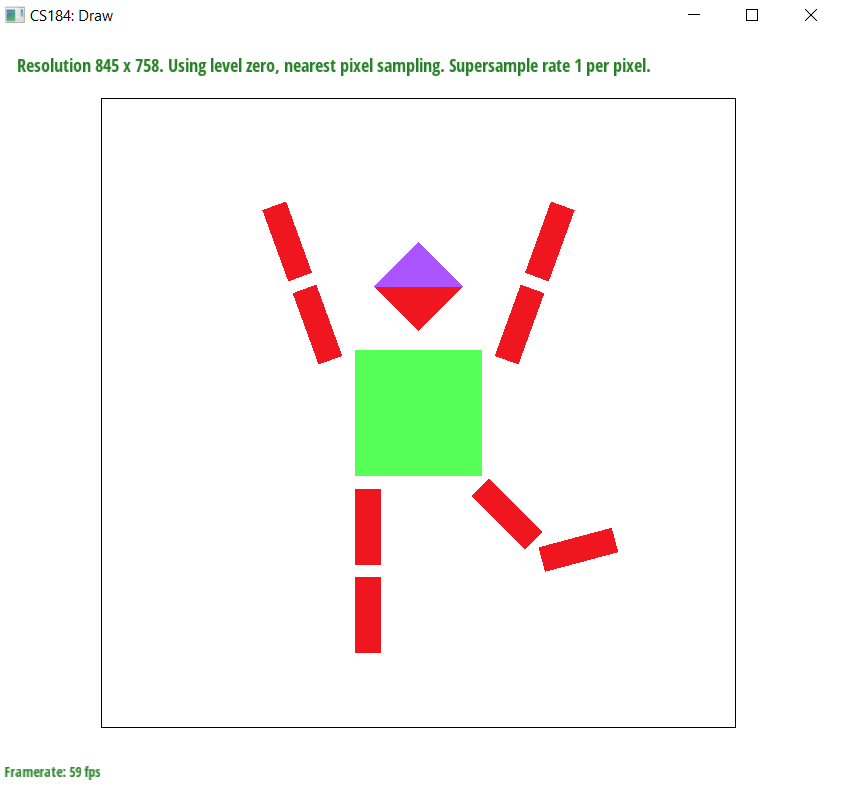 CS184: Draw
Resolution 845 x 758. Using level zero, nearest pixel sampling. Supersample rate 1 per pixel.
Framerate: 59 fps